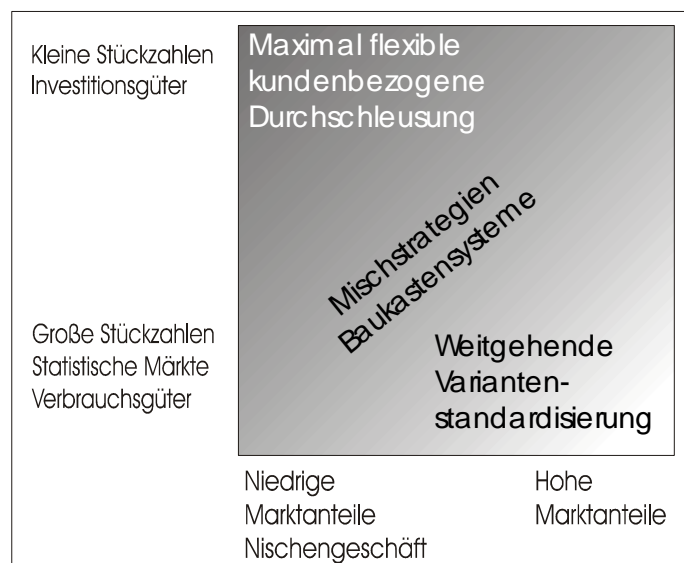 Kleine Stückzahlen
Investitionsgüter
Maximal flexible
kundenbezogene
Durchschleusung
Mischstrategien
Baukastensysteme
Große Stückzahlen
Statistische Märkte
Verbrauchsgüter
Weitgehende
Varianten-
standardisierung
Niedrige
Marktanteile
Nischengeschäft
Hohe
Marktanteile